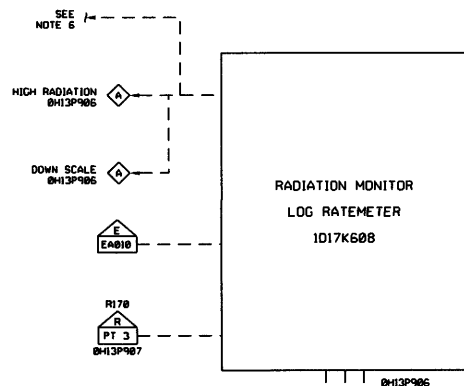 SEE
NOTE 6
HIGH RADIATION
0H13P906
A
DOWN SCALE
0H13P906
A
E
EA010
R170
R
PT 3
0H13P907
RADIATION MONITOR
LOG RATEMETER
1D17K608
0H13P906